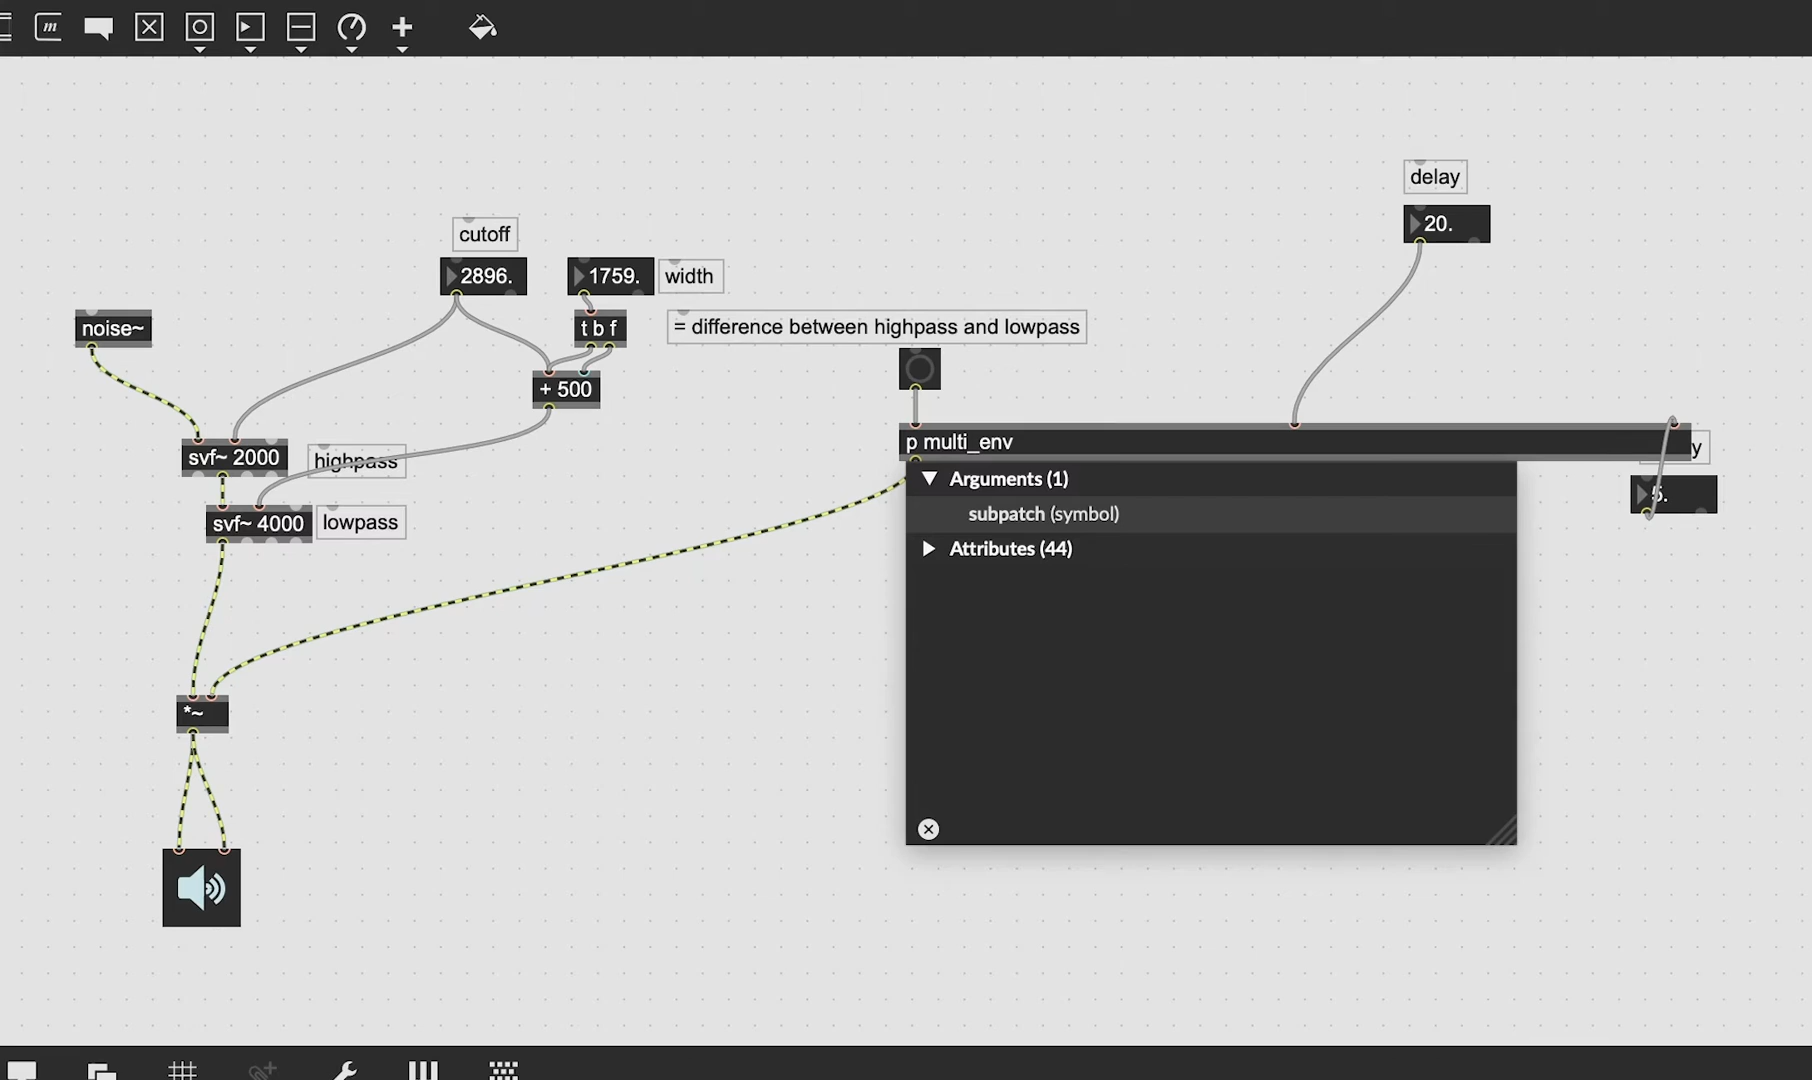 m
delay
20.
cutoff
2896.
1759.
width
noise~
t b f
= difference between highpass and lowpass
+ 500
p multi_env
y
svf~ 2000
highpass
Arguments (1)
5.
subpatch (symbol)
svf~ 4000
lowpass
Attributes (44)
*~